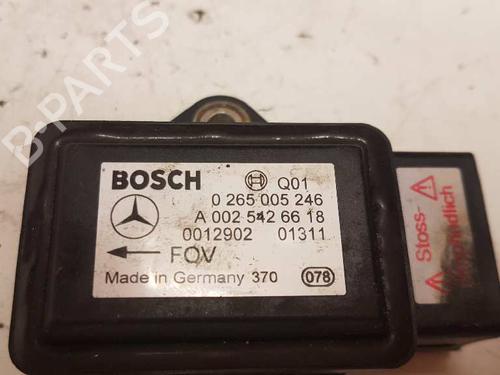 B-PARTS
BOSCH Q01
0 265 005 246
A 002 542 66 18
0012902 01311
FOV
Made in Germany 370 078
Stoss-